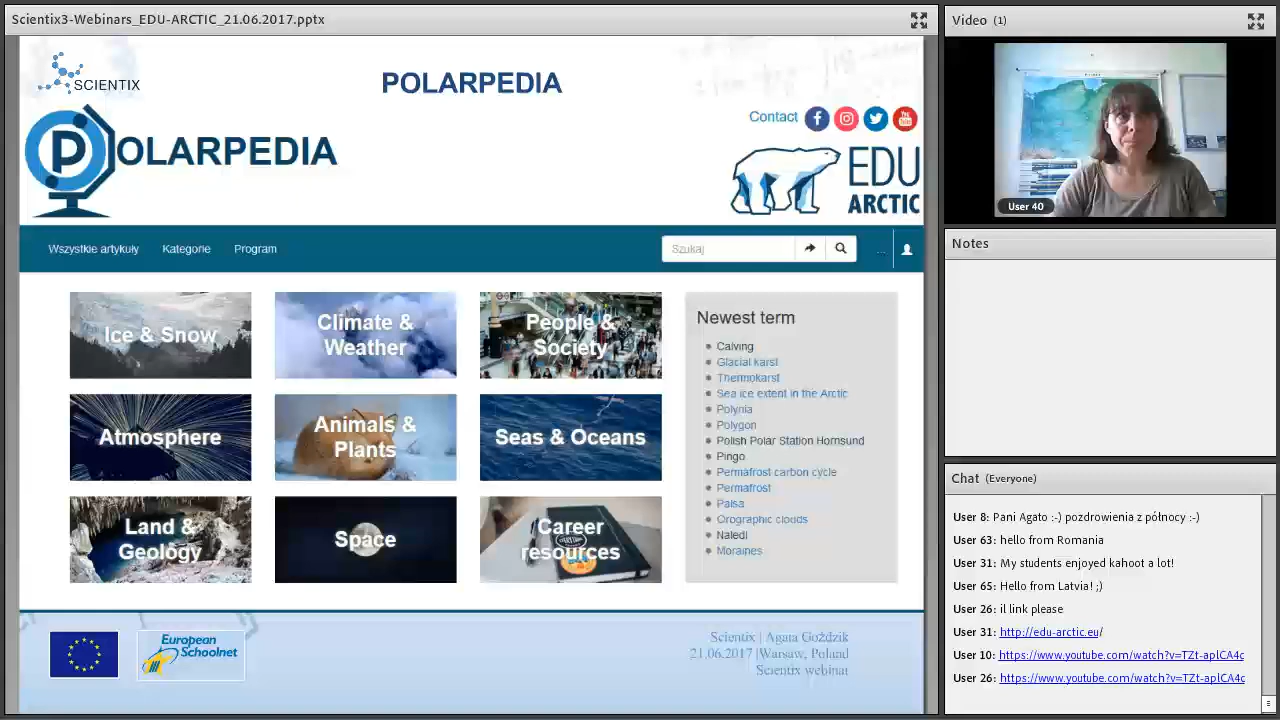 Scientix3-Webinars_EDU-ARCTIC_21.06.2017.pptx
SCIENTIX
POLARPEDIA
Contact
POLARPEDIA
EDU
ARCTIC
Wszystkie artykuły Kategorie Program
Szukaj
...
Ice & Snow
Climate &
Weather
People &
Society
Atmosphere
Animals &
Plants
Seas & Oceans
Land &
Geology
Space
Career
resources
Newest term
Calving
Glacial karst
Thermokarst
Sea ice extent in the Arctic
Polynia
Polygon
Polish Polar Station Hornsund
Pingo
Permafrost carbon cycle
Permafrost
Palsa
Orographic clouds
Naledi
Moraines
European
Schoolnet
Scientix | Agata Goździk
21.06.2017 |Warsaw, Poland
Scientix webinar
Video (1)
User 40
Notes
Chat (Everyone)
User 8: Pani Agato :-) pozdrowienia z północy :-)
User 63: hello from Romania
User 31: My students enjoyed kahoot a lot!
User 65: Hello from Latvia! ;)
User 26: il link please
User 31: http://edu-arctic.eu/
User 10: https://www.youtube.com/watch?v=TZt-aplCA4c
User 26: https://www.youtube.com/watch?v=TZt-aplCA4c